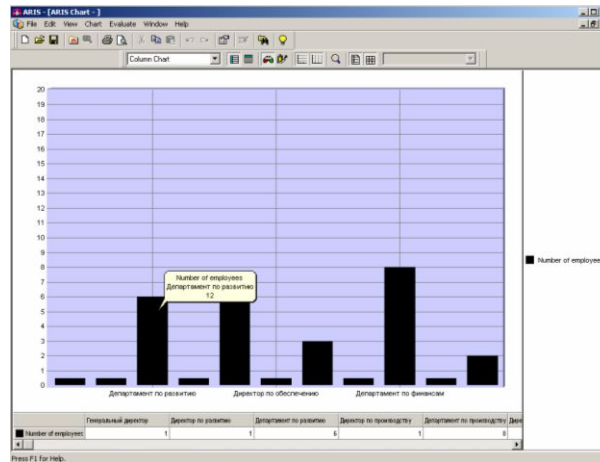 ARIS - [ARIS Chart - ]
File Edit View Chart Evaluate Window Help
Column Chart
20
19
18
17
16
15
14
13
12
11
10
9
8
7
6
5
4
3
2
1
0
Number of employees
Департамент по развитию
12
Number of employee
Департамент по развитию Директор по обеспечению Департамент по финансам
Генеральный директор Директор по развитию Департамент по развитию Директор по производству Департамент по производству Дире
Number of employees 1 1 6 1 8
Press F1 for Help.